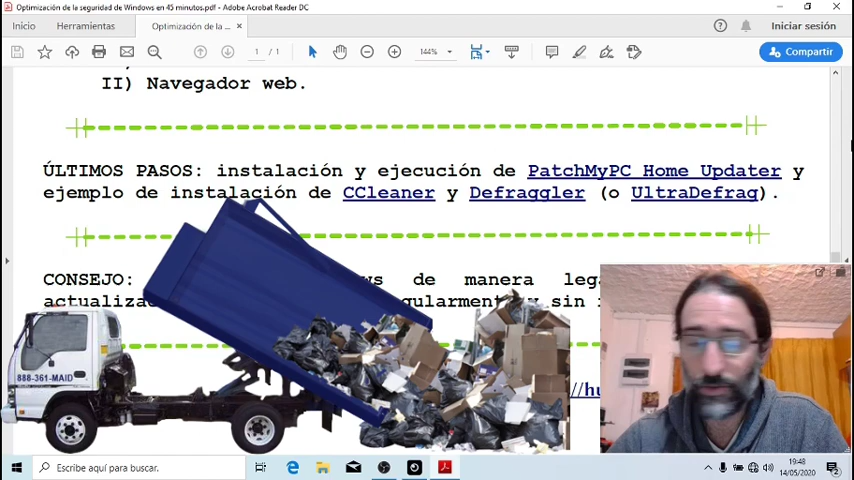 Optimización de la seguridad de Windows en 45 minutos.pdf - Adobe Acrobat Reader DC
Inicio Herramientas Optimización de la ... × Iniciar sesión
1 / 1 144% Compartir
II) Navegador web.
ÚLTIMOS PASOS: instalación y ejecución de PatchMyPC Home Updater y
ejemplo de instalación de CCleaner y Defraggler (o UltraDefrag).
CONSEJO: de manera
888-361-MAID
Escribe aquí para buscar.
19:48
14/05/2020
2